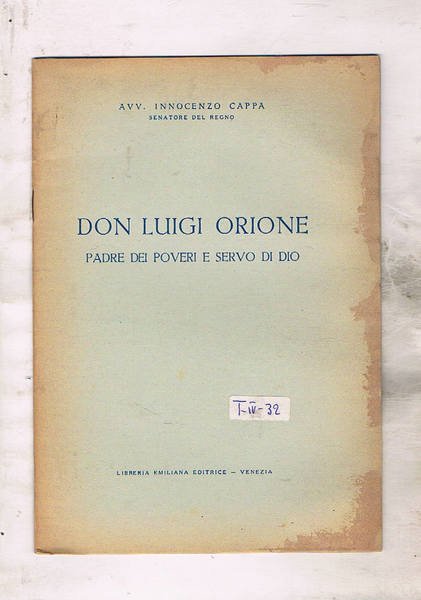 AVV. INNOCENZO CAPPA
SENATORE DEL REGNO
DON LUIGI ORIONE
PADRE DEI POVERI E SERVO DI DIO
T-IV-32
LIBRERIA EMILIANA EDITRICE — VENEZIA